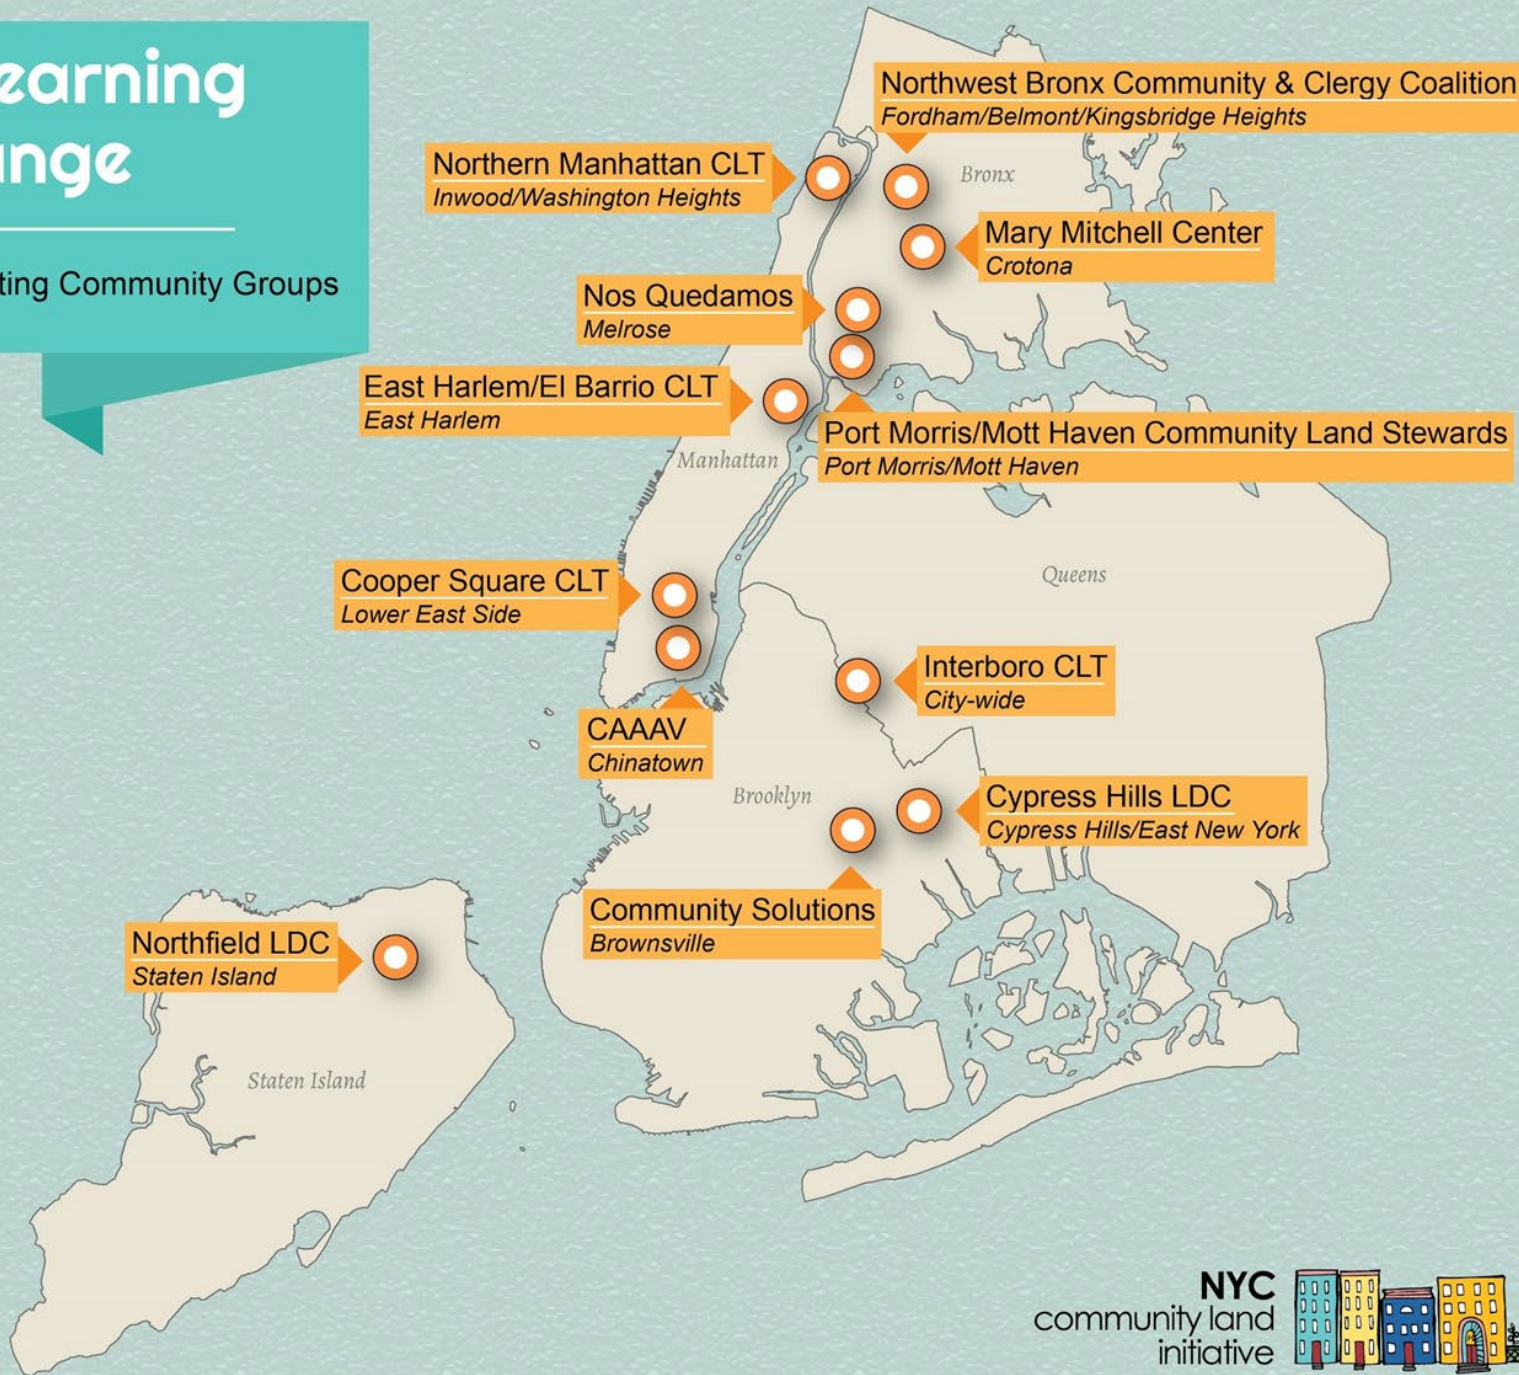 earning
ange
ting Community Groups
Northwest Bronx Community & Clergy Coalition
Fordham/Belmont/Kingsbridge Heights
Northern Manhattan CLT
Inwood/Washington Heights
Bronx
Mary Mitchell Center
Crotona
Nos Quedamos
Melrose
East Harlem/El Barrio CLT
East Harlem
Port Morris/Mott Haven Community Land Stewards
Port Morris/Mott Haven
Manhattan
Cooper Square CLT
Lower East Side
Queens
Interboro CLT
City-wide
CAAAV
Chinatown
Brooklyn
Cypress Hills LDC
Cypress Hills/East New York
Community Solutions
Brownsville
Northfield LDC
Staten Island
Staten Island
NYC
community land
initiative